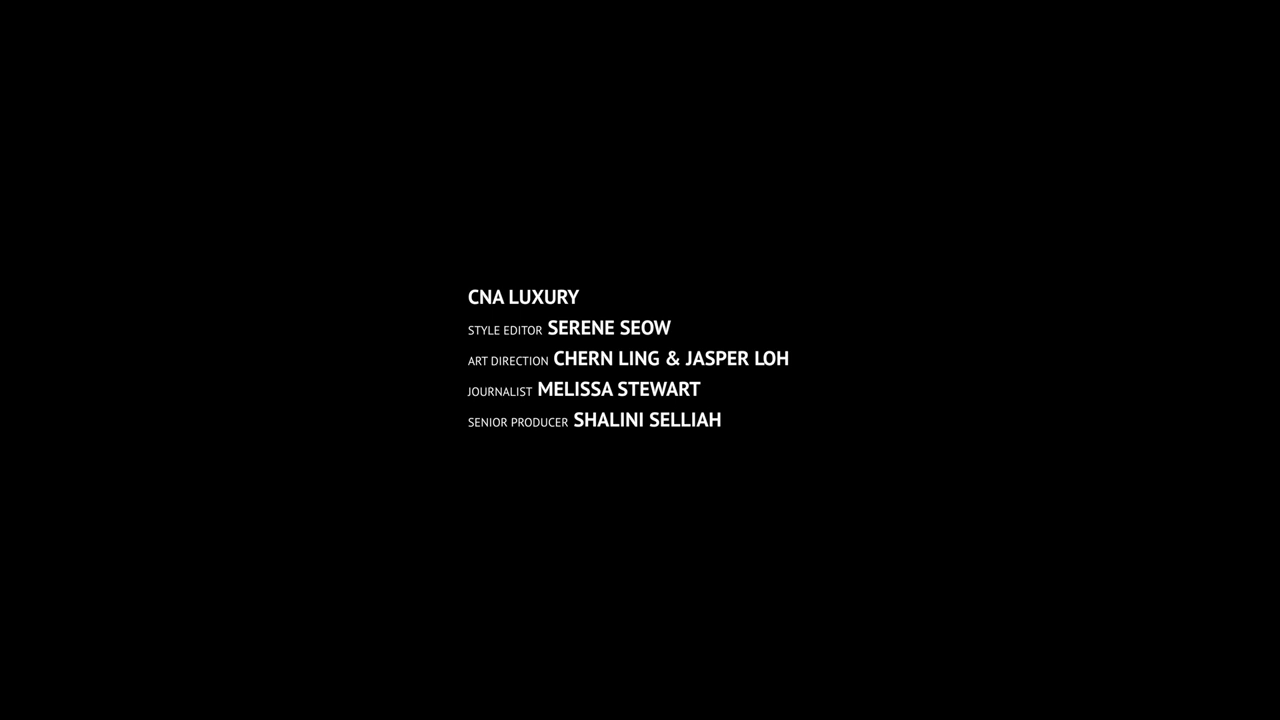 CNA LUXURY
STYLE EDITOR SERENE SEOW
ART DIRECTION CHERN LING & JASPER LOH
JOURNALIST MELISSA STEWART
SENIOR PRODUCER SHALINI SELLIAH